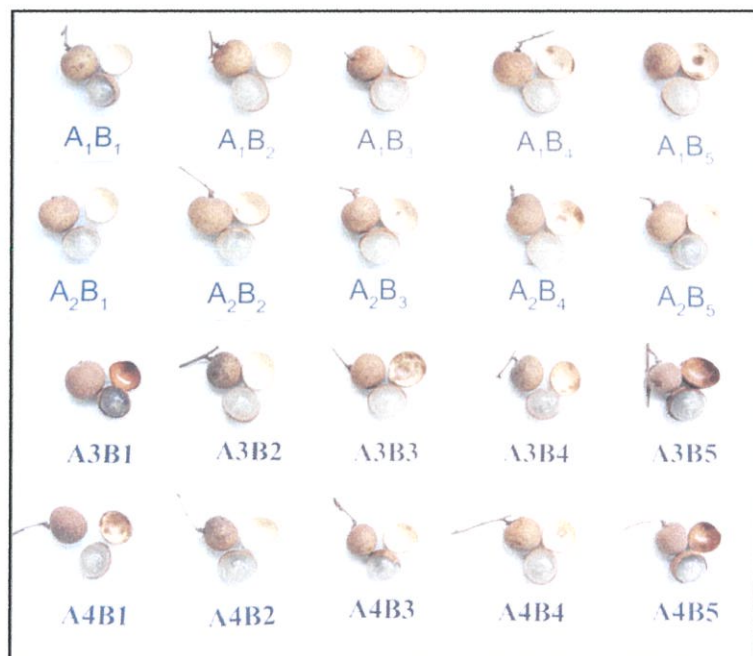 A₁B₁ A₁B₂ A₁B₃ A₁B₄ A₁B₅
A₂B₁ A₂B₂ A₂B₃ A₂B₄ A₂B₅
A3B1 A3B2 A3B3 A3B4 A3B5
A4B1 A4B2 A4B3 A4B4 A4B5